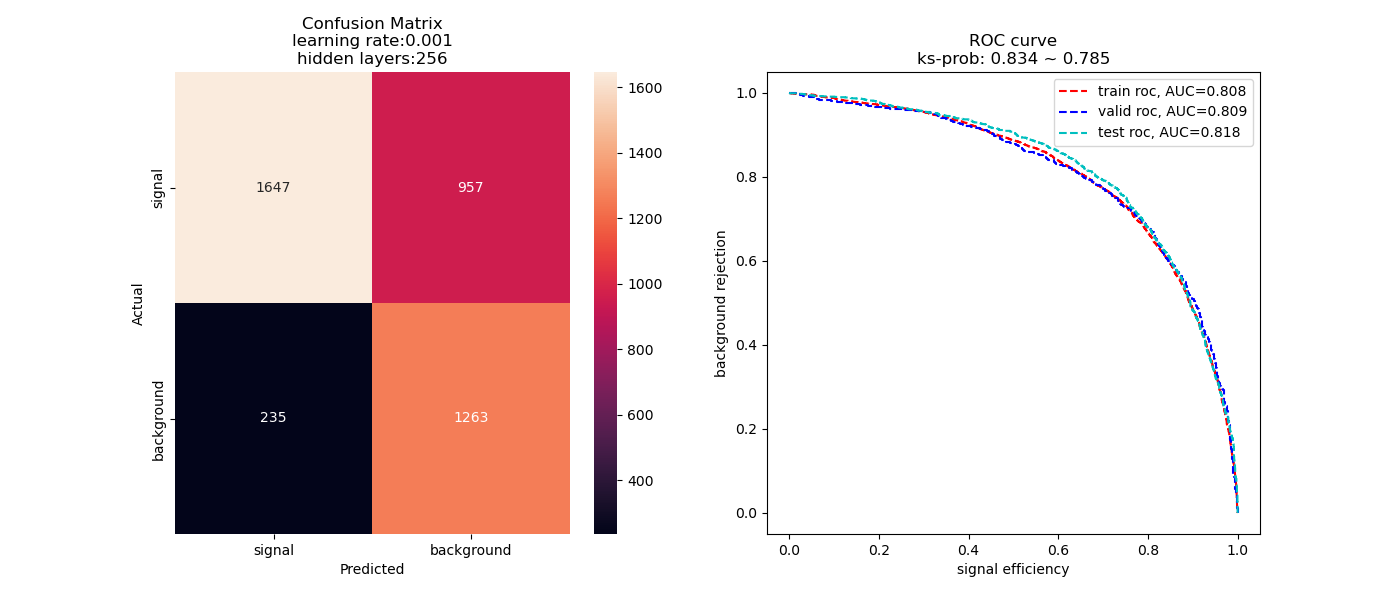 Confusion Matrix
learning rate:0.001
hidden layers:256
signal
background
Actual
1647
957
235
1263
signal
background
Predicted
1600
1400
1200
1000
800
600
400
ROC curve
ks-prob: 0.834 ~ 0.785
train roc, AUC=0.808
valid roc, AUC=0.809
test roc, AUC=0.818
background rejection
1.0
0.8
0.6
0.4
0.2
0.0
0.0
0.2
0.4
0.6
0.8
1.0
signal efficiency